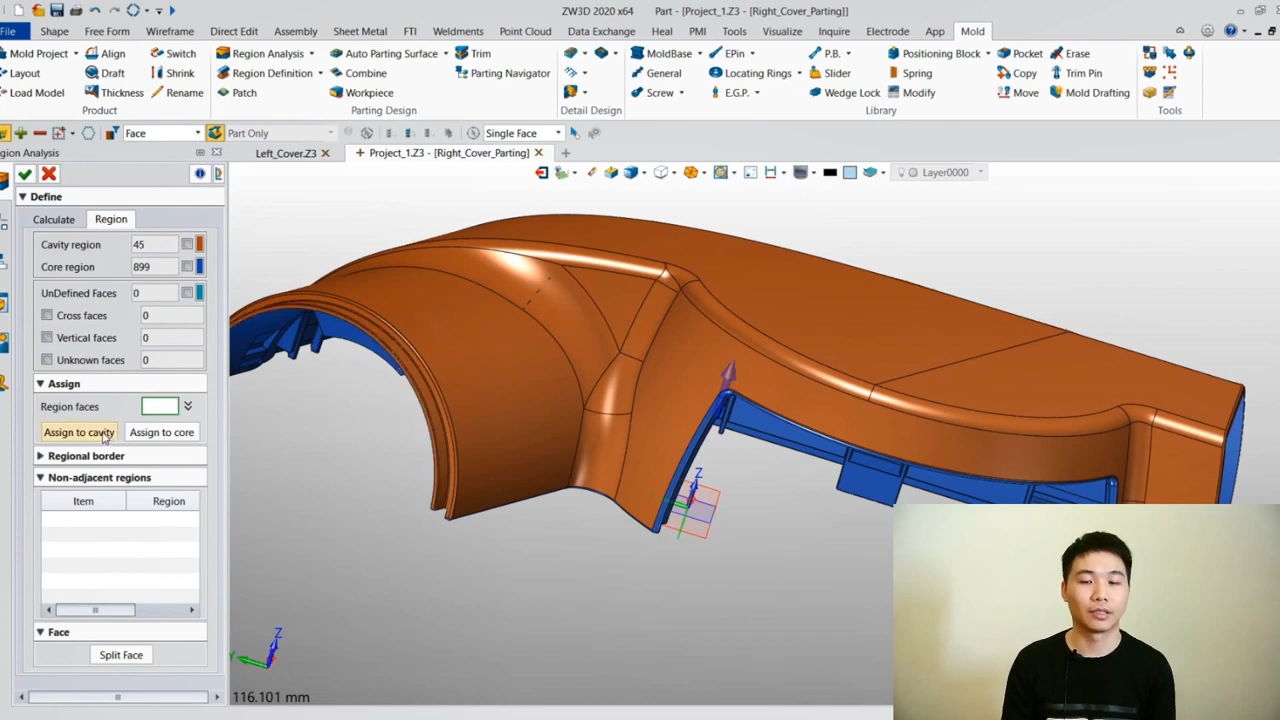 ZW3D 2020 x64 Part - [Project_1.Z3 - [Right_Cover_Parting]]
File Shape Free Form Wireframe Direct Edit Assembly Sheet Metal FTI Weldments Point Cloud Data Exchange Heal PMI Tools Visualize Inquire Electrode App Mold
Mold Project Align Switch Region Analysis Auto Parting Surface Trim MoldBase EPin P.B. Positioning Block Pocket Erase
Layout Draft Shrink Region Definition Combine Parting Navigator General Locating Rings Slider Spring Copy Trim Pin
Load Model Thickness Rename Patch Workpiece Screw E.G.P. Wedge Lock Modify Move Mold Drafting
Product Parting Design Detail Design Library Tools
Face Part Only Single Face
egion Analysis Left_Cover.Z3 Project_1.Z3 - [Right_Cover_Parting]
Layer0000
Define
Calculate Region
Cavity region 45
Core region 899
UnDefined Faces 0
Cross faces 0
Vertical faces 0
Unknown faces 0
Assign
Region faces
Assign to cavity Assign to core
Regional border
Non-adjacent regions
Item Region
Face
Split Face
Z
Z
Y
116.101 mm